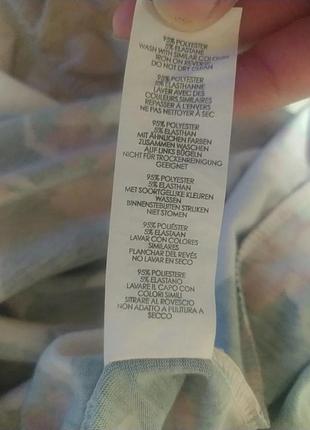 95% POLYESTER
5% ELASTANE
WASH WITH SIMILAR COLOURS
IRON ON REVERSE
DO NOT DRY CLEAN
95% POLYESTER
5% ELASTHANNE
LAVER AVEC DES
COULEURS SIMILAIRES
REPASSER À L'ENVERS
NE PAS NETTOYER À SEC
95% POLYESTER
5% ELASTHAN
MIT ÄHNLICHEN FARBEN
ZUSAMMEN WASCHEN
AUF LINKS BÜGELN
NICHT FÜR TROCKENREINIGUNG
GEEIGNET
95% POLYESTER
5% ELASTHAN
MET SOORTGELIJKE KLEUREN
WASSEN
BINNENSTEBUITEN STRIJKEN
NIET STOMEN
95% POLIÉSTER
5% ELASTAAN
LAVAR CON COLORES
SIMILARES
PLANCHAR DEL REVÉS
NO LAVAR EN SECO
95% POLIESTERE
5% ELASTANO
LAVARE IL CAPO CON
COLORI SIMILI
STIRARE AL ROVESCIO
NON ADATTO A PULITURA A
SECCO